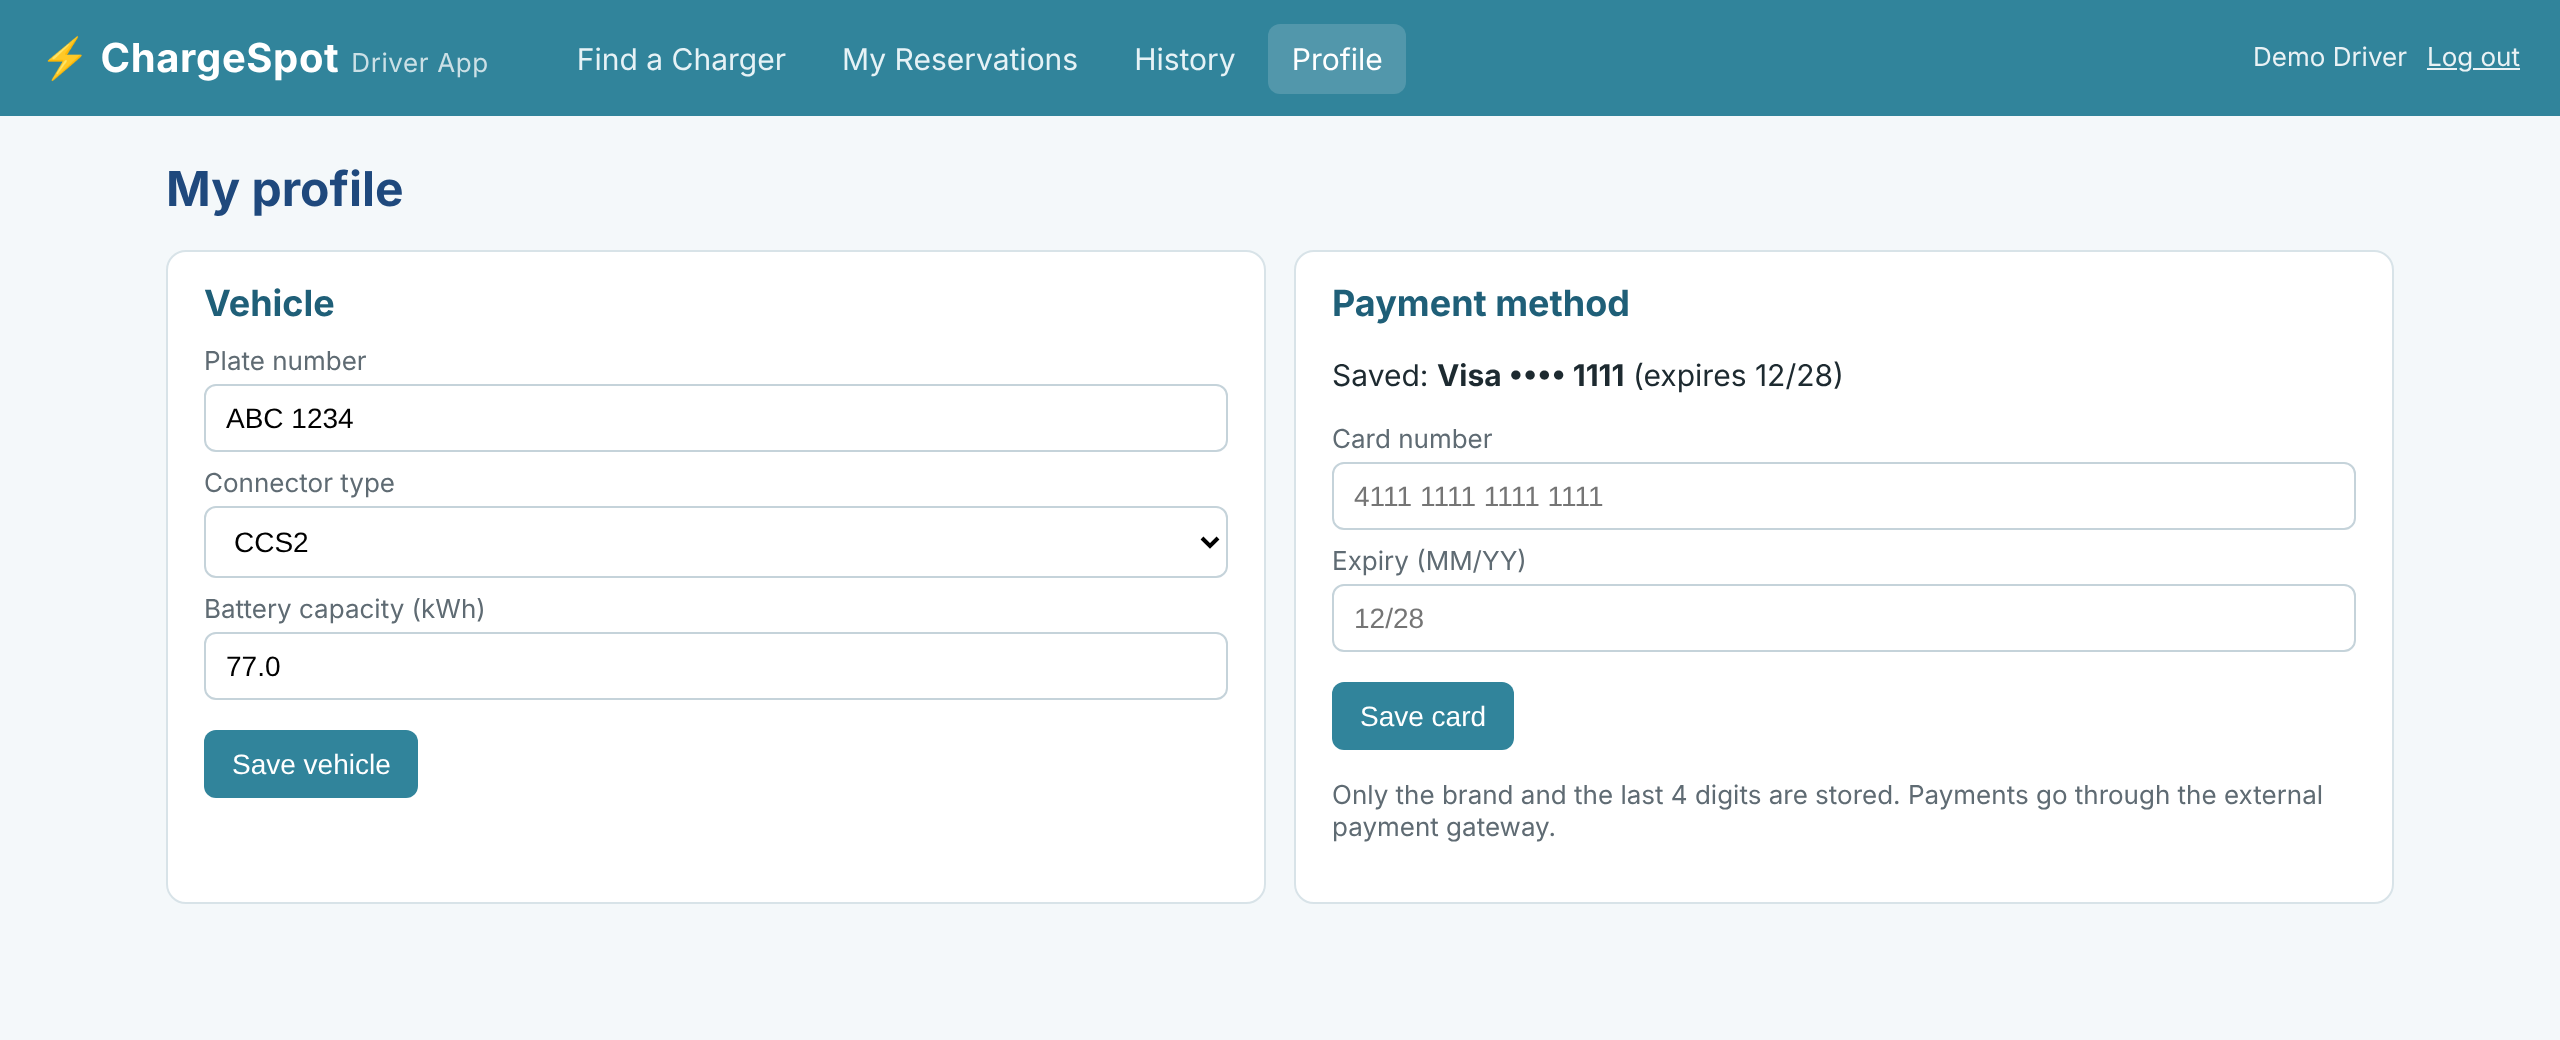 ⚡ ChargeSpot Driver App Find a Charger My Reservations History Profile Demo Driver Log out
My profile
Vehicle
Plate number
ABC 1234
Connector type
CCS2
Battery capacity (kWh)
77.0
Save vehicle
Payment method
Saved: Visa •••• 1111 (expires 12/28)
Card number
4111 1111 1111 1111
Expiry (MM/YY)
12/28
Save card
Only the brand and the last 4 digits are stored. Payments go through the external
payment gateway.